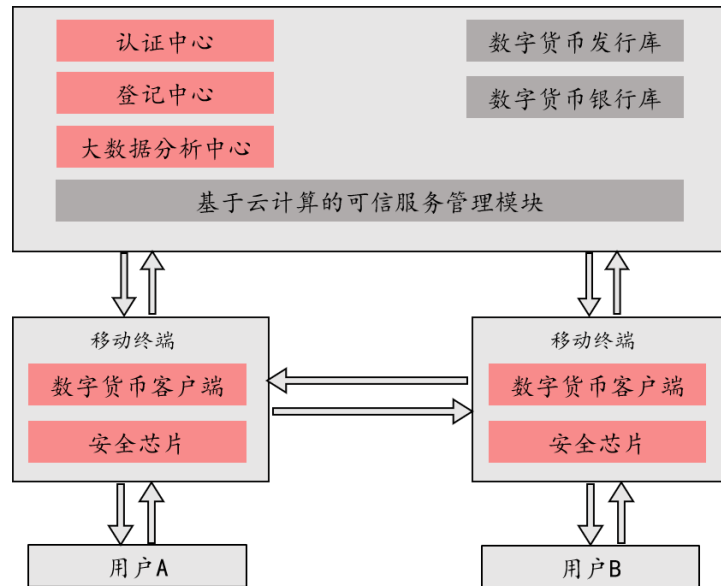 认证中心
数字货币发行库
登记中心
数字货币银行库
大数据分析中心
基于云计算的可信服务管理模块
移动终端
移动终端
数字货币客户端
数字货币客户端
安全芯片
安全芯片
用户A
用户B